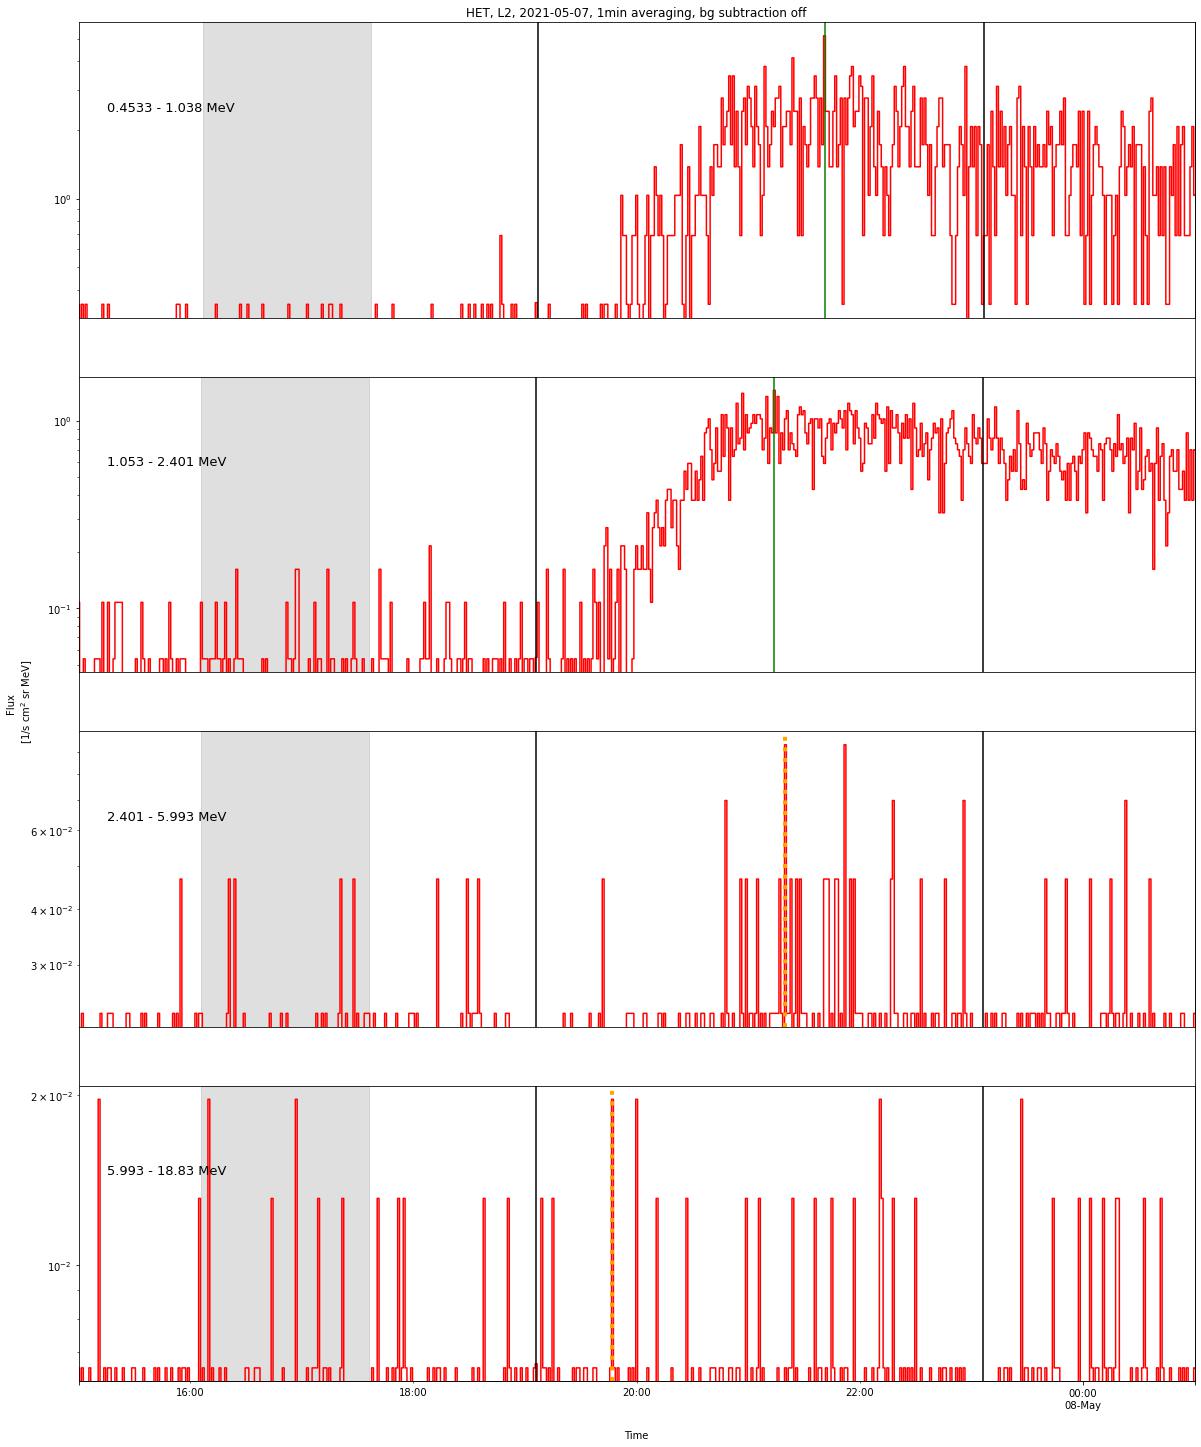 HET, L2, 2021-05-07, 1min averaging, bg subtraction off
0.4533 - 1.038 MeV
10⁰
10⁰
1.053 - 2.401 MeV
10⁻¹
Flux
[1/s cm² sr MeV]
2.401 - 5.993 MeV
6 × 10⁻²
4 × 10⁻²
3 × 10⁻²
2 × 10⁻²
5.993 - 18.83 MeV
10⁻²
16:00 18:00 20:00 22:00 00:00
08-May
Time